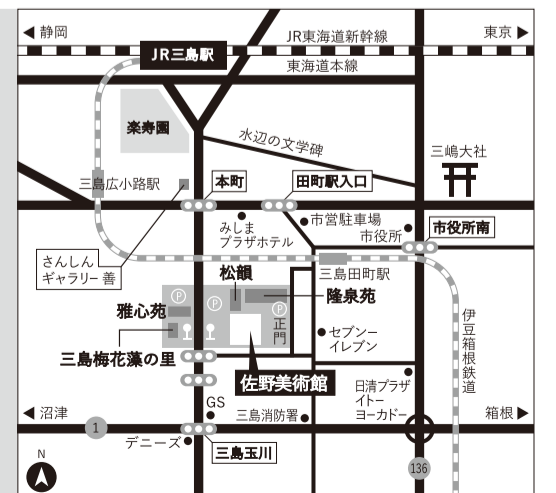 静岡
JR東海道新幹線
東京
JR三島駅
東海道本線
楽寿園
水辺の文学碑
三嶋大社
三島広小路駅
本町
田町駅入口
みしま
プラザホテル
市営駐車場
市役所
市役所南
さんしん
ギャラリー善
三島田町駅
松韻
隆泉苑
雅心苑
P
P
P
正門
伊豆箱根鉄道
三島梅花藻の里
セブンー
イレブン
佐野美術館
日清プラザ
イトー
ヨーカドー
沼津
GS
三島消防署
箱根
1
デニーズ
三島玉川
N
136